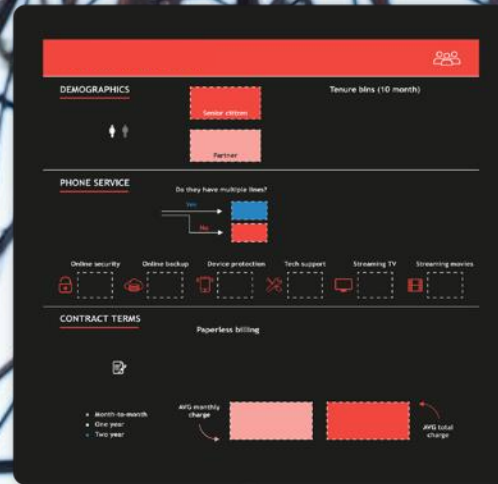 DEMOGRAPHICS
Senior citizen
Tenure bins (10 month)
Partner
PHONE SERVICE
Do they have multiple lines?
Yes
No
Online security
Online backup
Device protection
Tech support
Streaming TV
Streaming movies
CONTRACT TERMS
Paperless billing
Month-to-month
One year
Two year
AVG monthly
charge
AVG total
charge